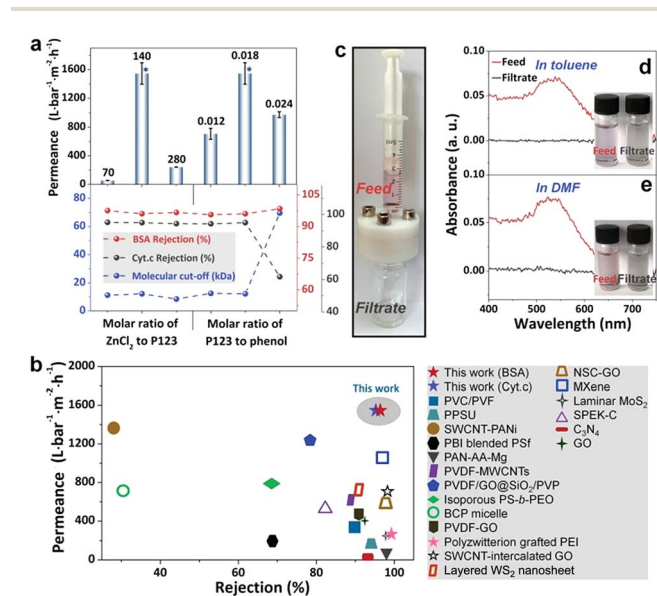 a
Permeance (L·bar⁻¹·m⁻²·h⁻¹)
1600
1200
800
400
0
70
140
*
280
0.012
0.018
*
0.024
80
60
40
20
0
105
90
75
60
100
80
60
40
BSA Rejection (%)
Cyt.c Rejection (%)
Molecular cut-off (kDa)
Molar ratio of
ZnCl₂ to P123
Molar ratio of
P123 to phenol
c
Feed
Filtrate
Absorbance (a. u.)
0.10
0.05
0.00
Feed
Filtrate
In toluene
d
Feed
Filtrate
0.05
0.00
In DMF
e
Feed
Filtrate
400
500
600
700
Wavelength (nm)
b
Permeance (L·bar⁻¹·m⁻²·h⁻¹)
2000
1600
1200
800
400
0
This work
40
60
80
100
Rejection (%)
This work (BSA)
This work (Cyt.c)
PVC/PVF
PPSU
SWCNT-PANi
PBI blended PSf
PAN-AA-Mg
PVDF-MWCNTs
PVDF/GO@SiO₂/PVP
Isoporous PS-b-PEO
BCP micelle
PVDF-GO
Polyzwitterion grafted PEI
SWCNT-intercalated GO
Layered WS₂ nanosheet
NSC-GO
MXene
Laminar MoS₂
SPEK-C
C₃N₄
GO